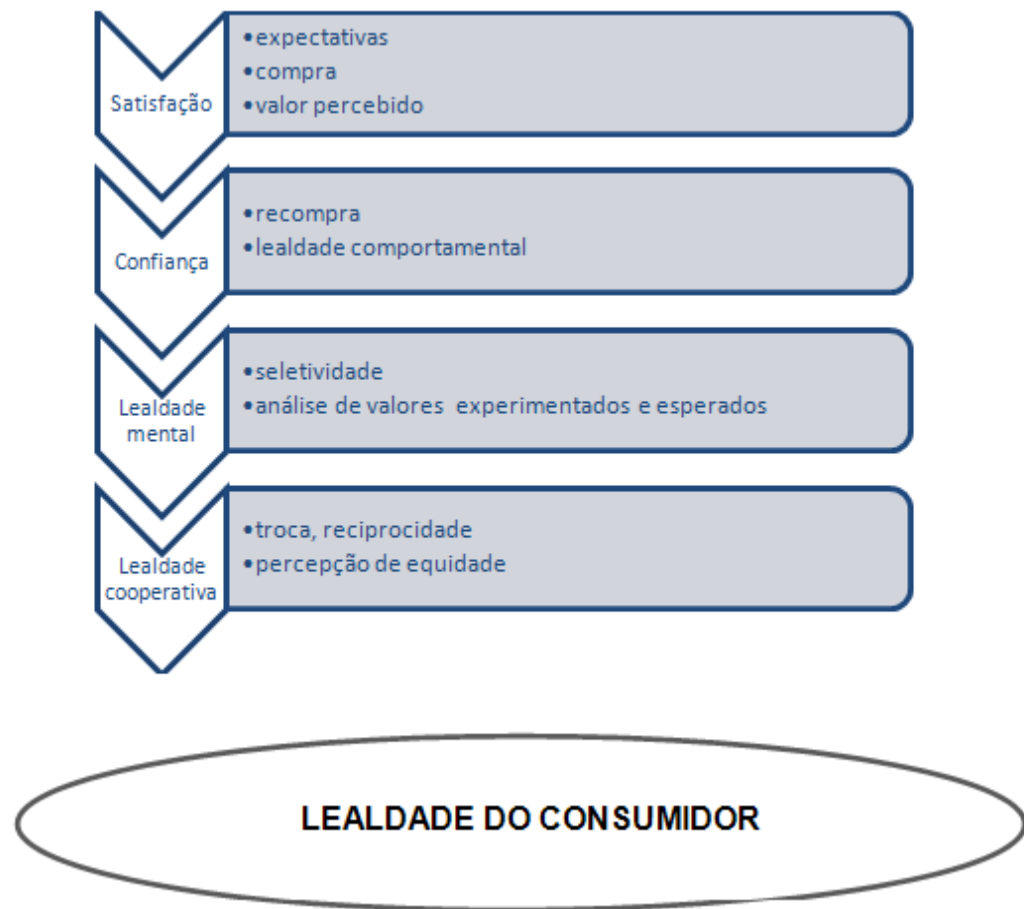 Satisfação
•expectativas
•compra
•valor percebido
Confiança
•recompra
•lealdade comportamental
Lealdade
mental
•seletividade
•análise de valores experimentados e esperados
Lealdade
cooperativa
•troca, reciprocidade
•percepção de equidade
LEALDADE DO CONSUMIDOR